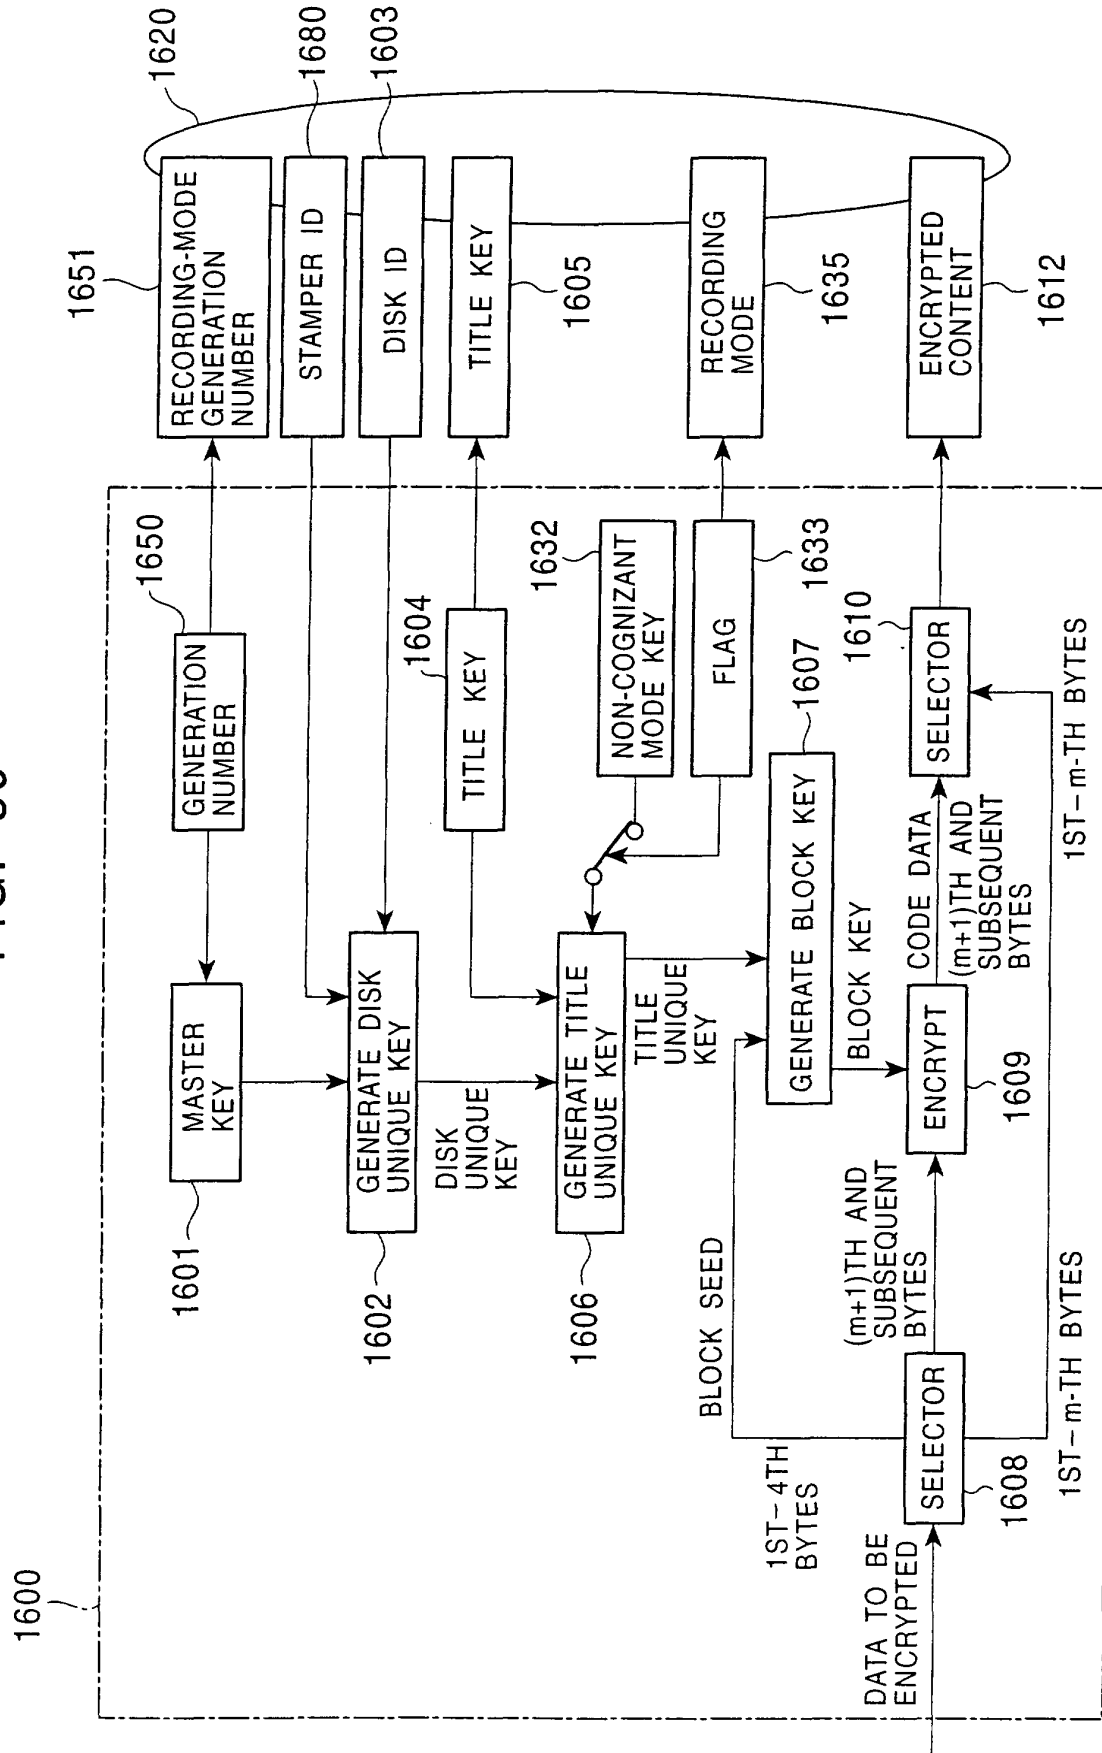 1600
1620
1680
1603
1651
RECORDING-MODE
GENERATION
NUMBER
STAMPER ID
DISK ID
TITLE KEY
1605
RECORDING
MODE
1635
ENCRYPTED
CONTENT
1612
1650
GENERATION
NUMBER
1604
TITLE KEY
1632
NON-COGNIZANT
MODE KEY
FLAG
1633
MASTER
KEY
1601
GENERATE DISK
UNIQUE KEY
1602
DISK
UNIQUE
KEY
GENERATE TITLE
UNIQUE KEY
1606
TITLE
UNIQUE
KEY
GENERATE BLOCK KEY
1607
BLOCK KEY
BLOCK SEED
1ST-4TH
BYTES
DATA TO BE
ENCRYPTED
SELECTOR
1608
(m+1)TH AND
SUBSEQUENT
BYTES
ENCRYPT
1609
CODE DATA
(m+1)TH AND
SUBSEQUENT
BYTES
SELECTOR
1610
1ST-m-TH BYTES
1ST-m-TH BYTES